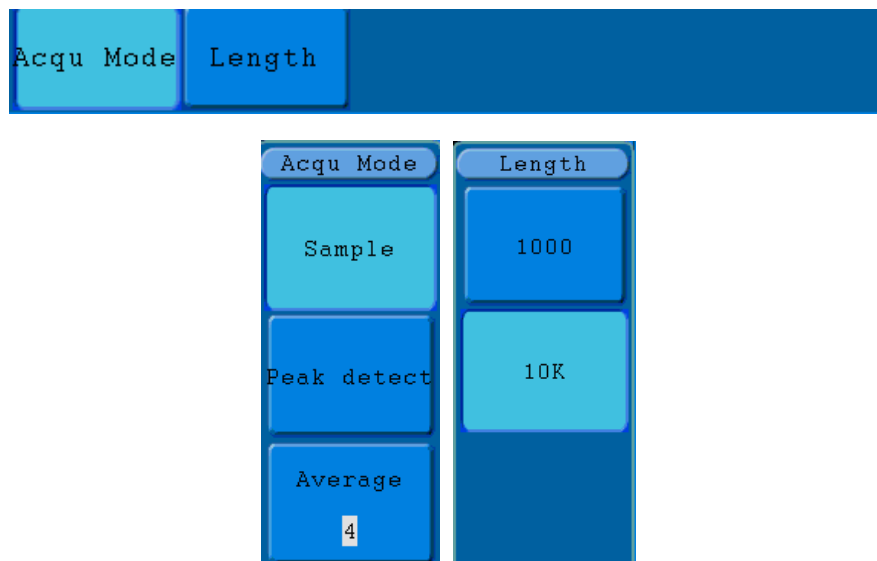 Acqu Mode Length
Acqu Mode
Sample
Peak detect
Average
4
Length
1000
10K